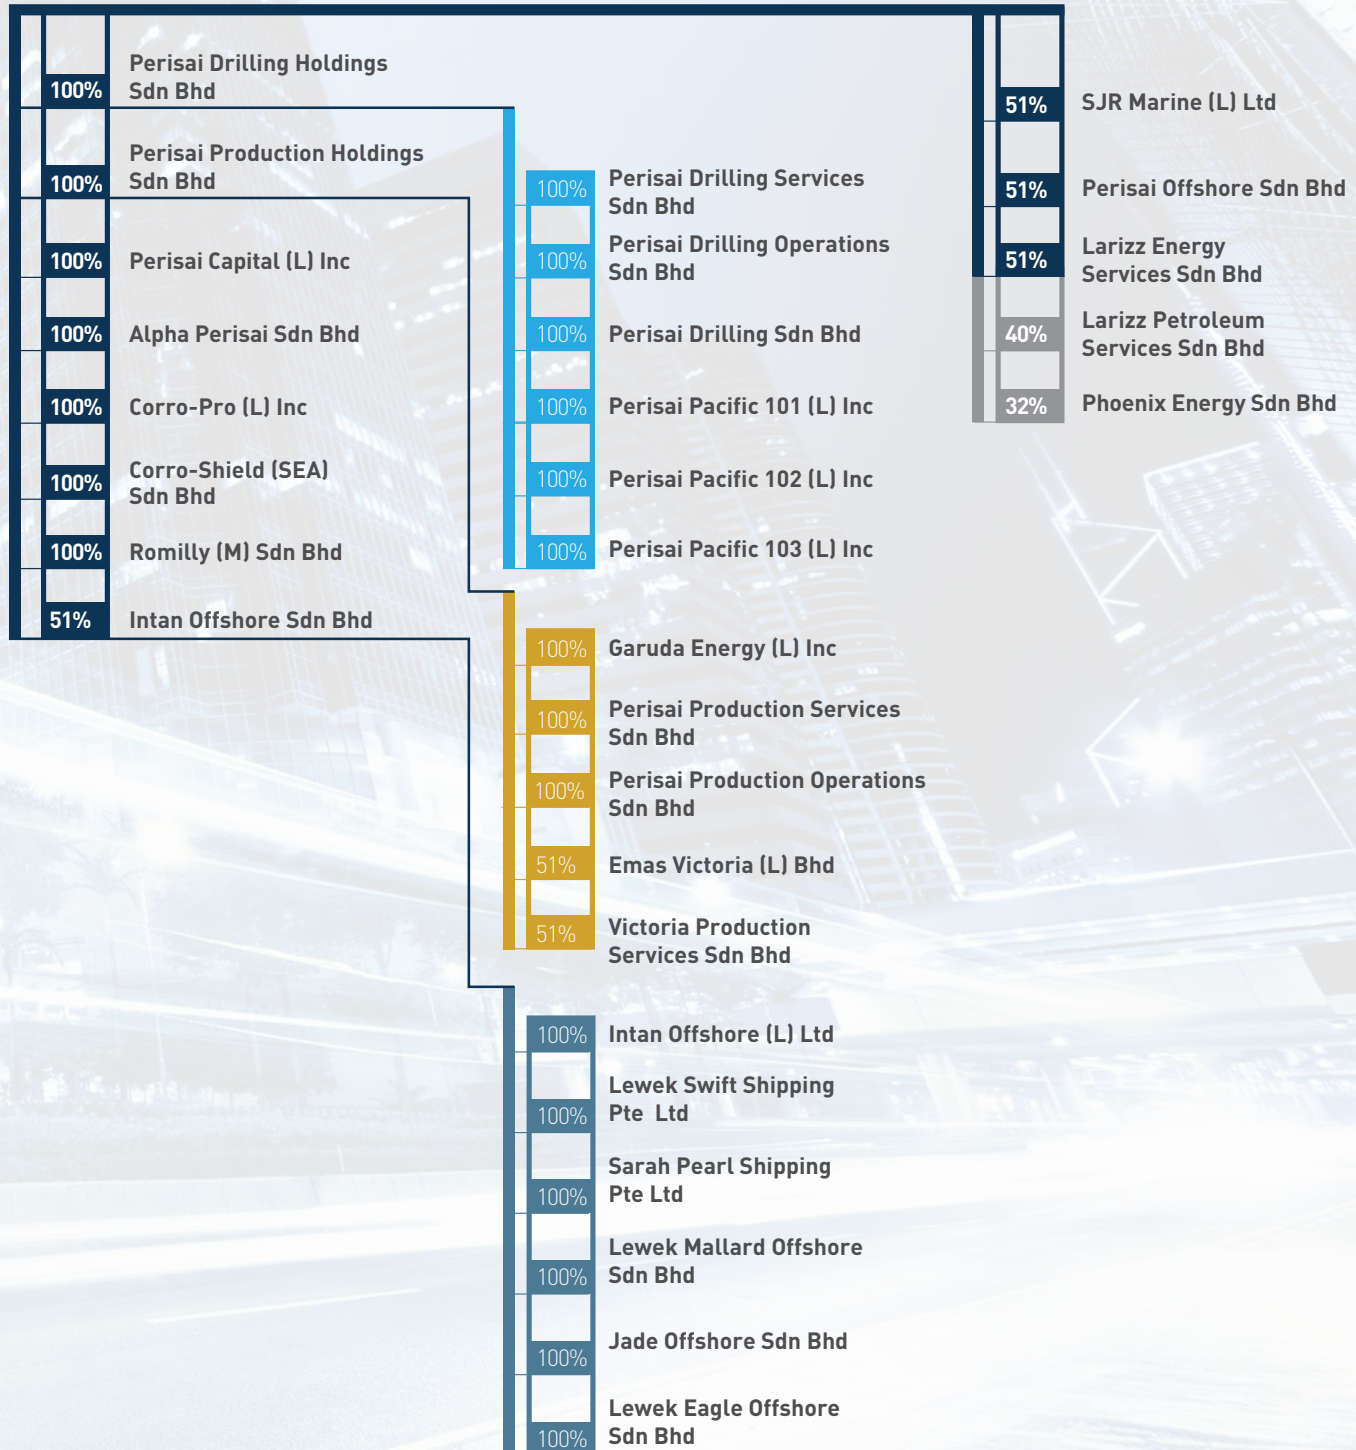 100%
Perisai Drilling Holdings
Sdn Bhd
100%
Perisai Production Holdings
Sdn Bhd
100%
Perisai Capital (L) Inc
100%
Alpha Perisai Sdn Bhd
100%
Corro-Pro (L) Inc
100%
Corro-Shield (SEA)
Sdn Bhd
100%
Romilly (M) Sdn Bhd
51%
Intan Offshore Sdn Bhd
100%
Perisai Drilling Services
Sdn Bhd
100%
Perisai Drilling Operations
Sdn Bhd
100%
Perisai Drilling Sdn Bhd
100%
Perisai Pacific 101 (L) Inc
100%
Perisai Pacific 102 (L) Inc
100%
Perisai Pacific 103 (L) Inc
100%
Garuda Energy (L) Inc
100%
Perisai Production Services
Sdn Bhd
100%
Perisai Production Operations
Sdn Bhd
51%
Emas Victoria (L) Bhd
51%
Victoria Production
Services Sdn Bhd
100%
Intan Offshore (L) Ltd
100%
Lewek Swift Shipping
Pte Ltd
100%
Sarah Pearl Shipping
Pte Ltd
100%
Lewek Mallard Offshore
Sdn Bhd
100%
Jade Offshore Sdn Bhd
100%
Lewek Eagle Offshore
Sdn Bhd
51%
SJR Marine (L) Ltd
51%
Perisai Offshore Sdn Bhd
51%
Larizz Energy
Services Sdn Bhd
40%
Larizz Petroleum
Services Sdn Bhd
32%
Phoenix Energy Sdn Bhd